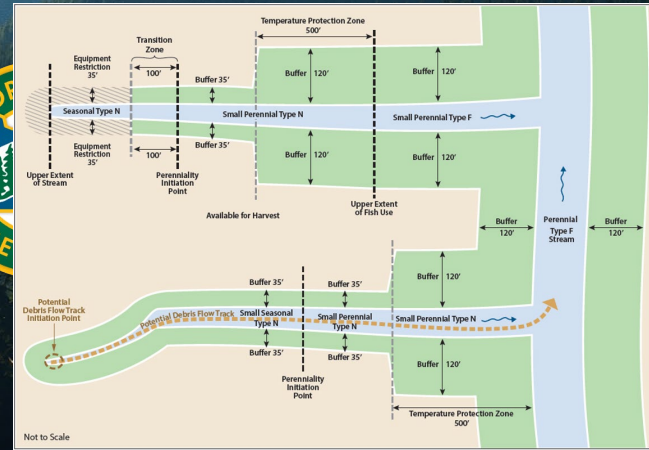 Temperature Protection Zone
500'
Transition
Zone
Equipment
Restriction
35'
100'
Buffer 35'
Buffer 120'
Buffer 120'
Seasonal Type N
Small Perennial Type N
Small Perennial Type F
Equipment
Restriction
35'
100'
Buffer 35'
Buffer 120'
Buffer 120'
Upper Extent
of Stream
Perenniality
Initiation
Point
Upper Extent
of Fish Use
Available for Harvest
Buffer
120'
Perennial
Type F
Stream
Buffer
120'
Buffer 35'
Buffer 35'
Buffer 120'
Potential
Debris Flow Track
Initiation Point
Potential Debris Flow Track
Small Seasonal
Type N
Small Perennial
Type N
Small Perennial Type N
Buffer 35'
Buffer 35'
Buffer 120'
Perenniality
Initiation
Point
Temperature Protection Zone
500'
Not to Scale